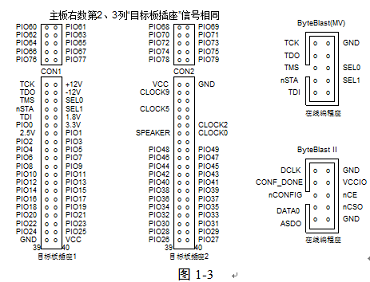 主板右数第2、3列“目标板插座”信号相同
PIO60 PIO61
PIO62 PIO63
PIO64 PIO65
PIO66 PIO67
PIO76 PIO77
CON1
TCK +12V
TDO -12V
TMS SEL0
nSTA SEL1
TDI 1.8V
PIO0 3.3V
2.5V PIO1
PIO2 PIO3
PIO4 PIO5
PIO6 PIO7
PIO8 PIO9
PIO10 PIO11
PIO12 PIO13
PIO14 PIO15
PIO16 PIO17
PIO18 PIO19
PIO20 PIO21
PIO22 PIO23
PIO24 PIO25
GND VCC
39 40
目标板插座1
PIO68 PIO69
PIO70 PIO71
PIO72 PIO73
PIO74 PIO75
PIO78 PIO79
CON2
VCC GND
CLOCK9
CLOCK5
CLOCK2
SPEAKER CLOCK0
PIO48 PIO49
PIO46 PIO47
PIO44 PIO45
PIO42 PIO43
PIO40 PIO41
PIO38 PIO39
PIO36 PIO37
PIO34 PIO35
PIO32 PIO33
PIO30 PIO31
PIO28 PIO29
PIO26 PIO27
39 40
目标板插座2
ByteBlast(MV)
TCK GND
TDO
TMS SEL0
nSTA SEL1
TDI
在线编程座
ByteBlast II
DCLK GND
CONF_DONE VCCIO
nCONFIG nCE
DATA0 nCSO
ASDO GND
在线编程座
图 1-3